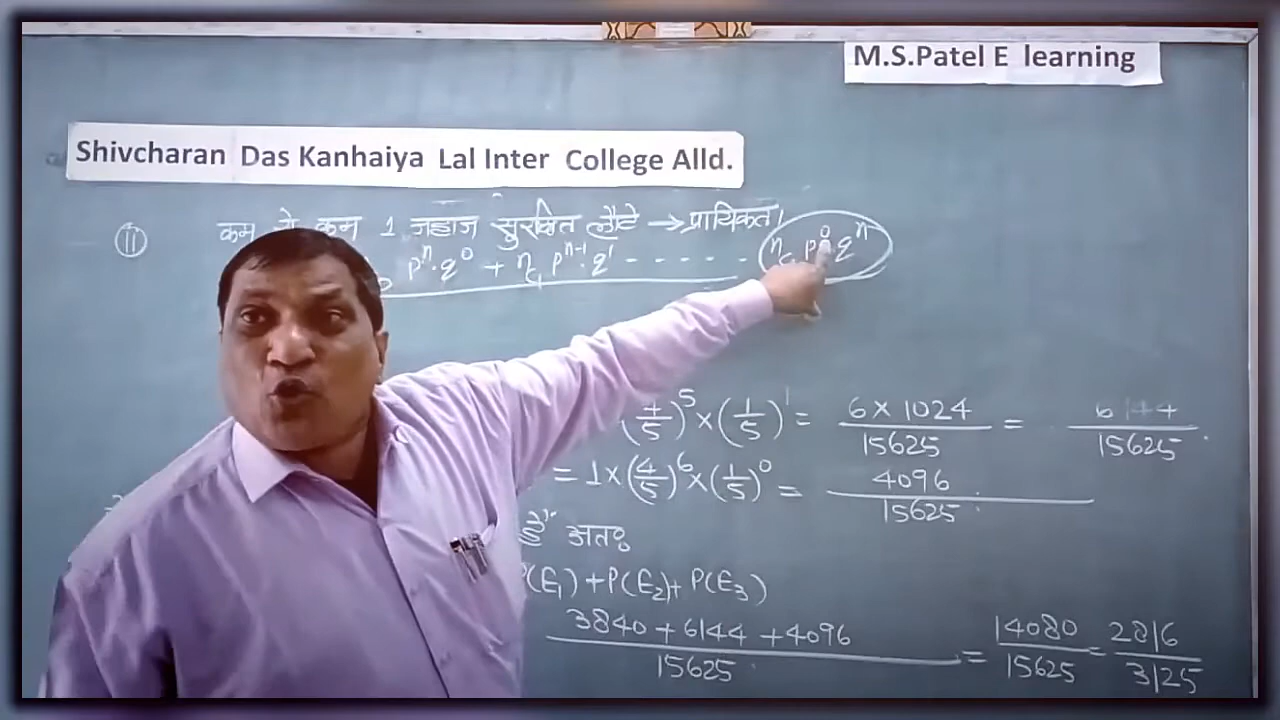 M.S.Patel E learning
Shivcharan Das Kanhaiya Lal Inter College Alld.
(ii) कम से कम 1 जहाज सुरक्षित लौटे → प्रायिकता।
pⁿ·q⁰ + ⁿC₁ pⁿ⁻¹·q¹ - - - - - ⁿC p⁰ qⁿ
(4/5)⁵×(1/5)¹ = 6×1024/15625 = 6144/15625.
= 1×(4/5)⁶×(1/5)⁰ = 4096/15625.
है" अतः
P(E₁)+P(E₂)+P(E₃)
3840+6144+4096/15625 = 14080/15625 = 2816/3125